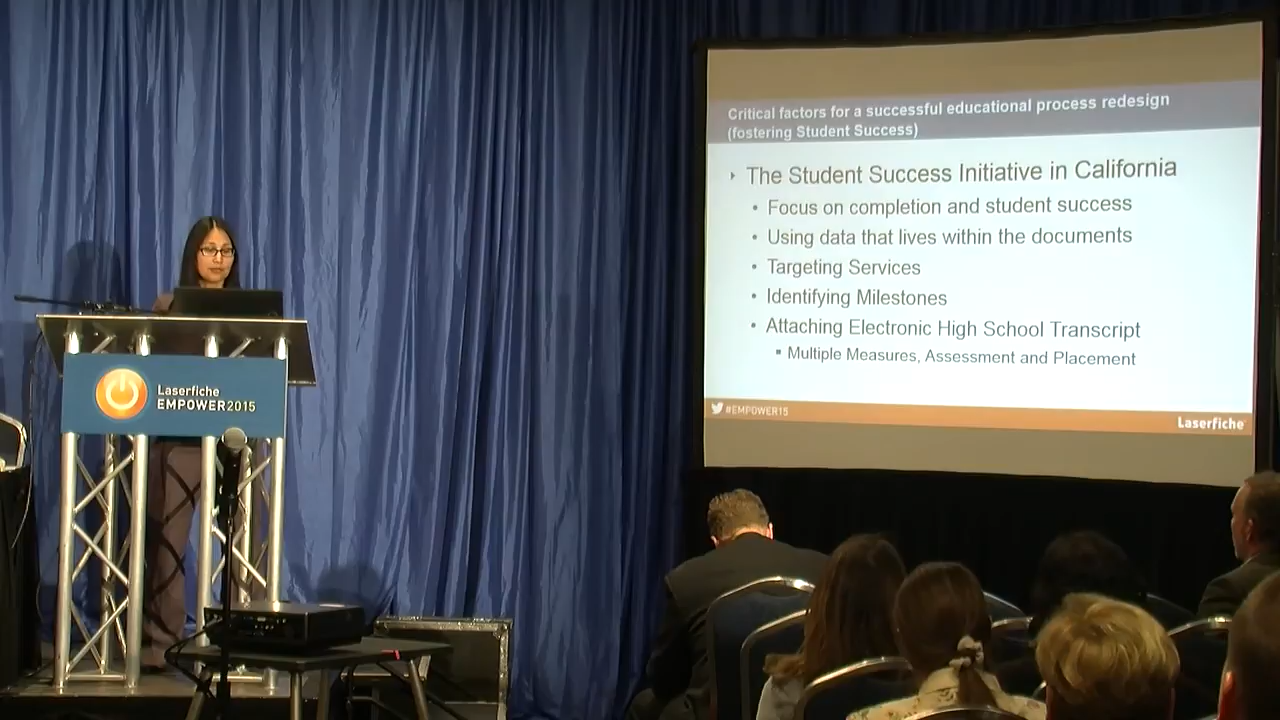 Laserfiche
EMPOWER2015
Critical factors for a successful educational process redesign
(fostering Student Success)
‣ The Student Success Initiative in California
• Focus on completion and student success
• Using data that lives within the documents
• Targeting Services
• Identifying Milestones
• Attaching Electronic High School Transcript
▪ Multiple Measures, Assessment and Placement
#EMPOWER15
Laserfiche